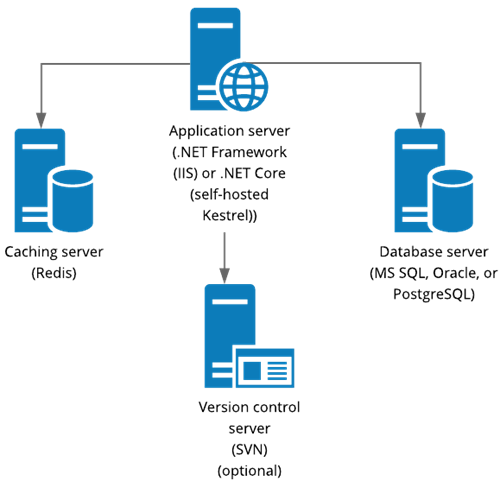 Application server
(.NET Framework
(IIS) or .NET Core
(self-hosted
Kestrel))
Caching server
(Redis)
Database server
(MS SQL, Oracle, or
PostgreSQL)
Version control
server
(SVN)
(optional)